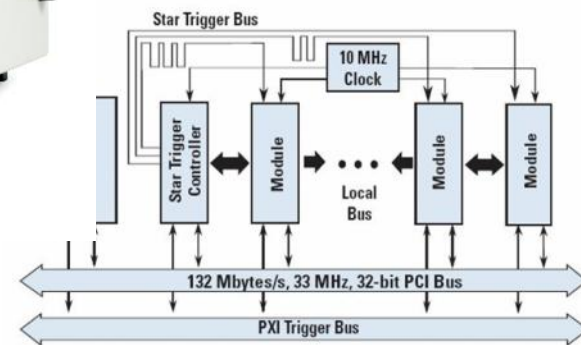 Star Trigger Bus
10 MHz
Clock
Star Trigger
Controller
Module
Module
Module
Local
Bus
132 Mbytes/s, 33 MHz, 32-bit PCI Bus
PXI Trigger Bus